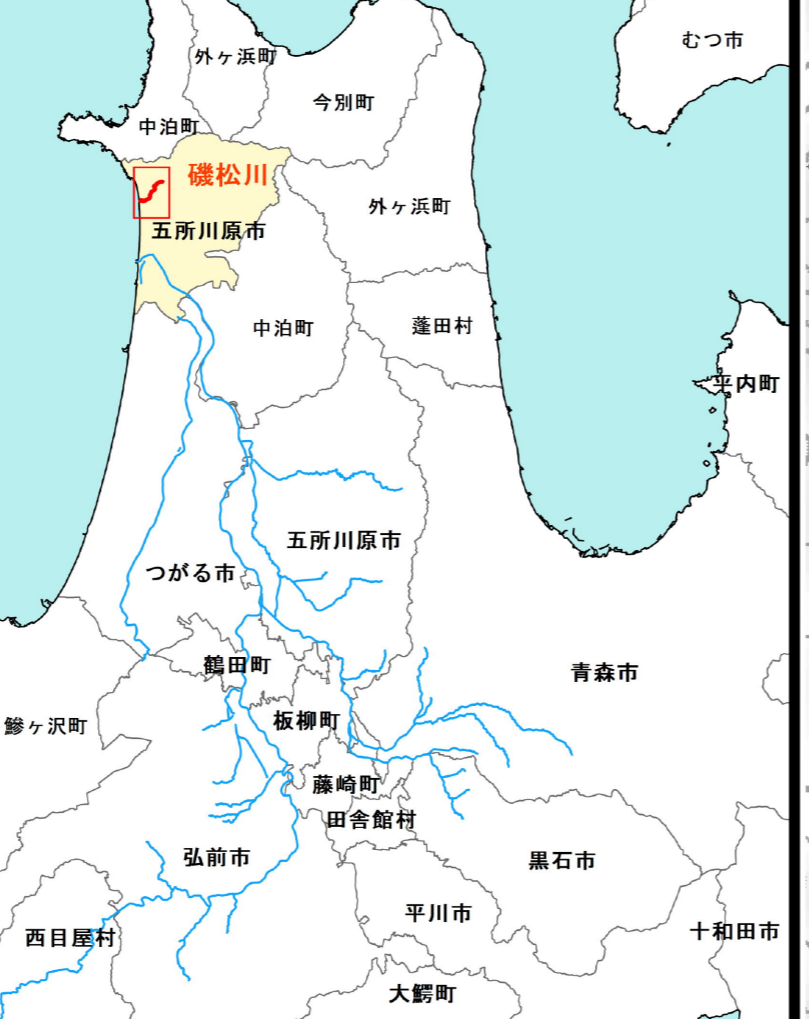 むつ市
外ヶ浜町
今別町
中泊町
磯松川
外ヶ浜町
五所川原市
中泊町
蓬田村
平内町
五所川原市
つがる市
鶴田町
青森市
鰺ヶ沢町
板柳町
藤崎町
田舎館村
弘前市
黒石市
平川市
十和田市
西目屋村
大鰐町